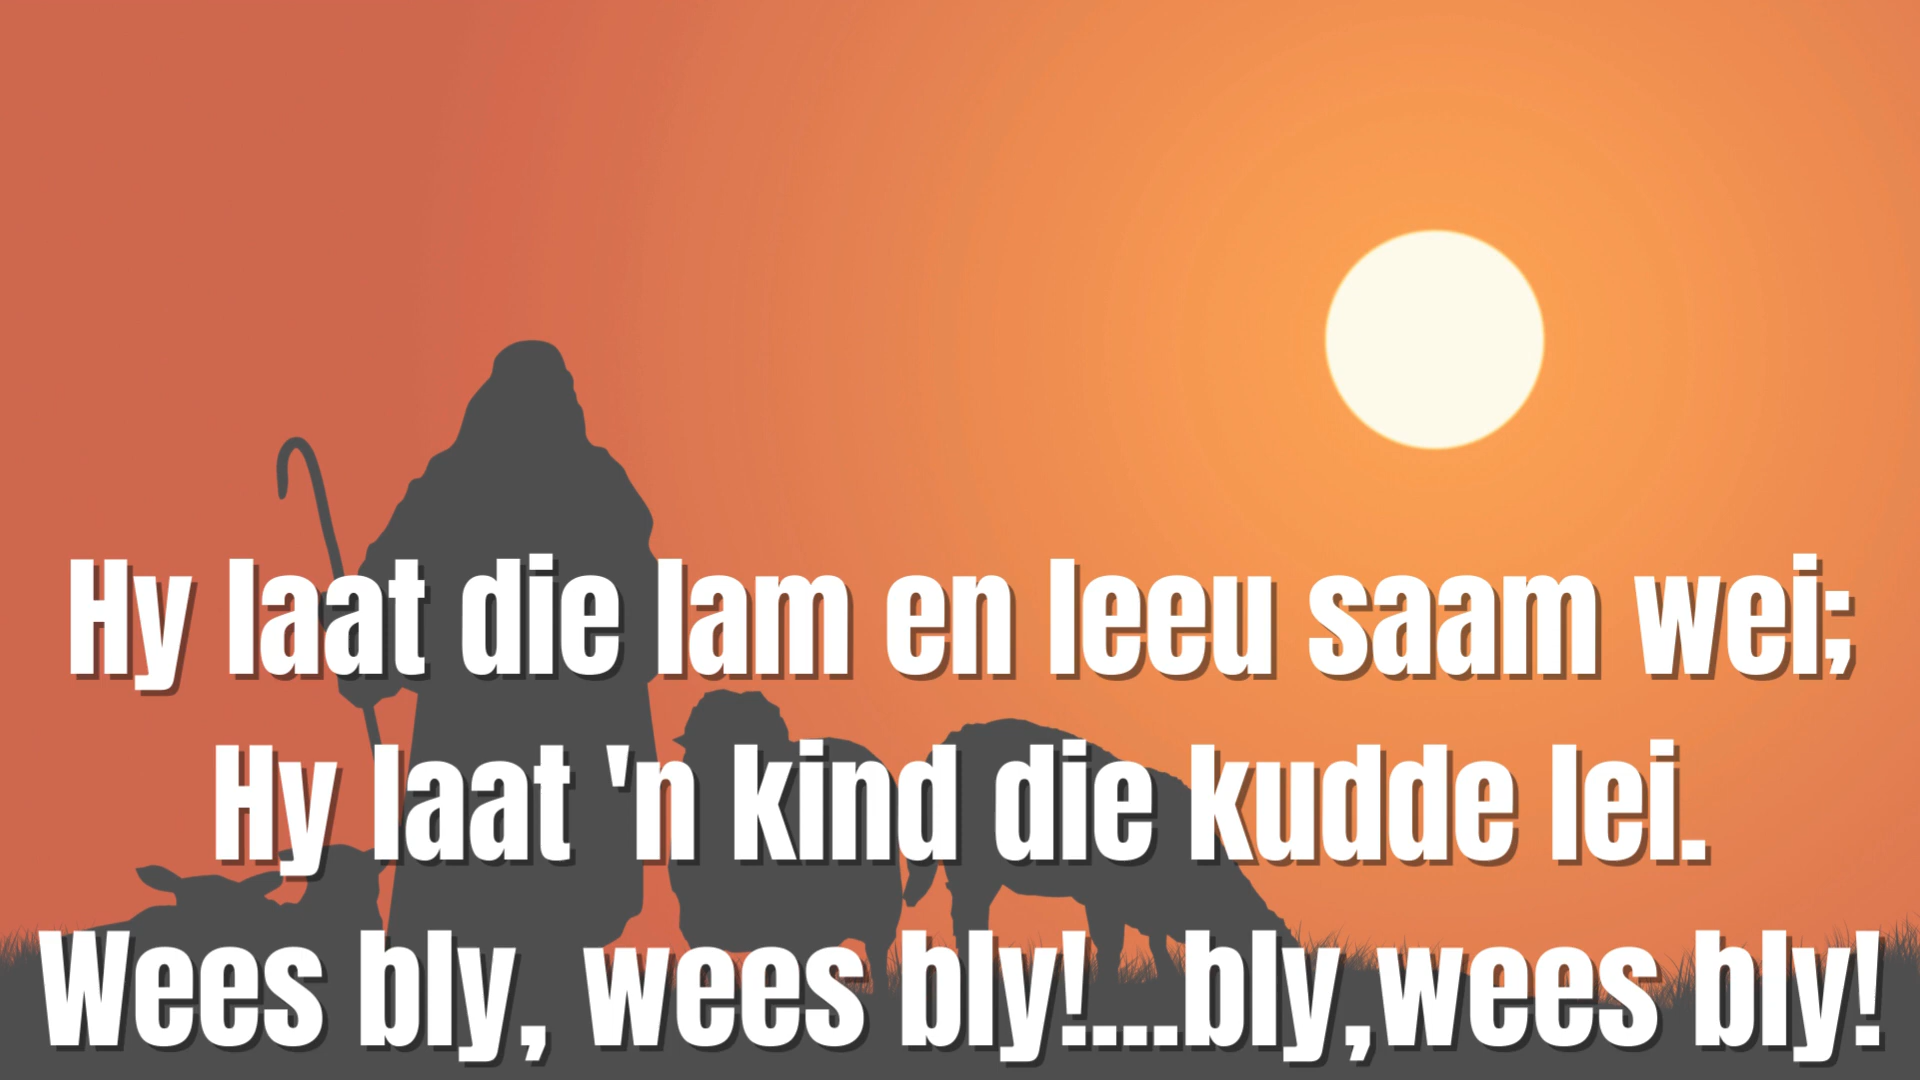 Hy laat die lam en leeu saam wei;
Hy laat 'n kind die kudde lei.
Wees bly, wees bly!...bly,wees bly!